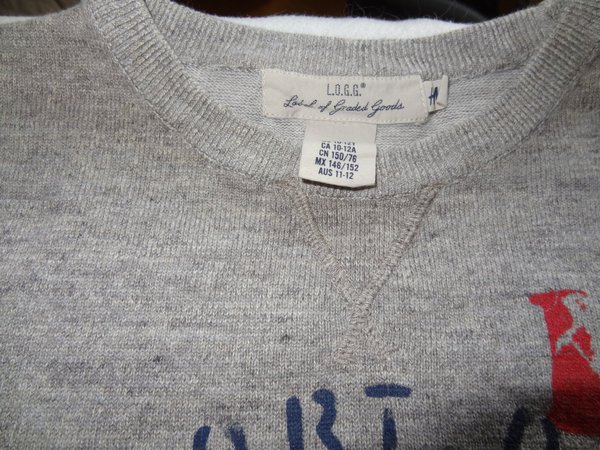 L.O.G.G.®
Label of Graded Goods
H
CA 10-12A
CN 150/76
MX 146/152
AUS 11-12